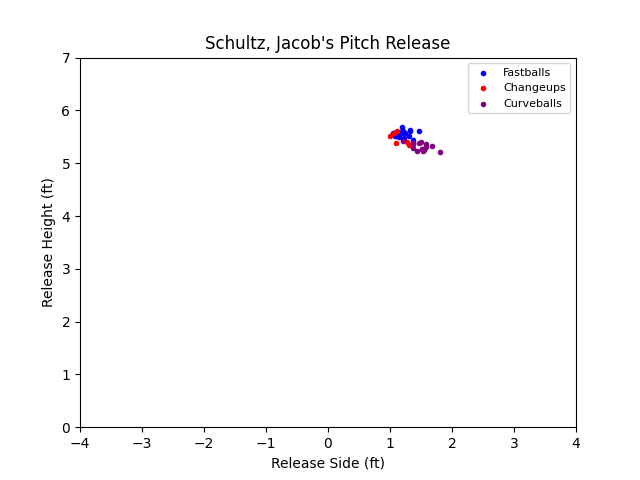 Schultz, Jacob's Pitch Release
Fastballs
Changeups
Curveballs
Release Height (ft)
7
6
5
4
3
2
1
0
−4 −3 −2 −1 0 1 2 3 4
Release Side (ft)